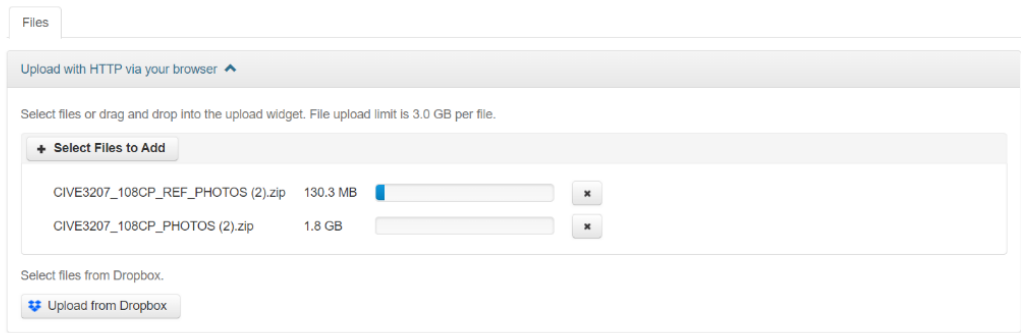 Files
Upload with HTTP via your browser
Select files or drag and drop into the upload widget. File upload limit is 3.0 GB per file.
+ Select Files to Add
CIVE3207_108CP_REF_PHOTOS (2).zip 130.3 MB
CIVE3207_108CP_PHOTOS (2).zip 1.8 GB
Select files from Dropbox.
Upload from Dropbox